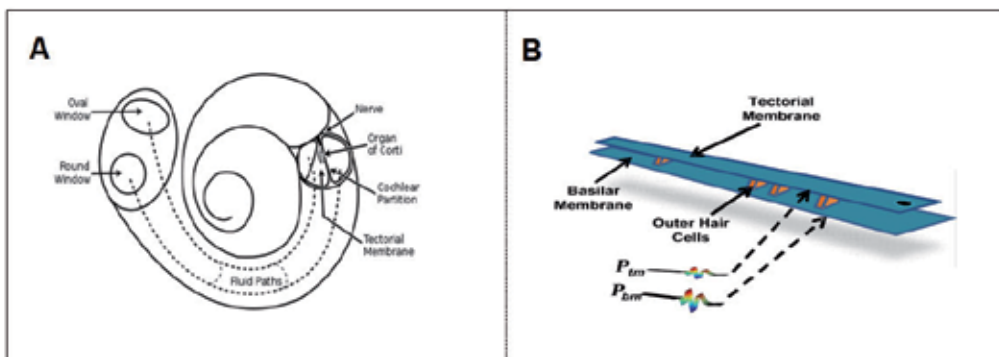 A
Oval
Window
Round
Window
Nerve
Organ
of Corti
Cochlear
Partition
Tectorial
Membrane
Fluid Paths
B
Tectorial
Membrane
Basilar
Membrane
Outer Hair
Cells
Ptm
Pbm